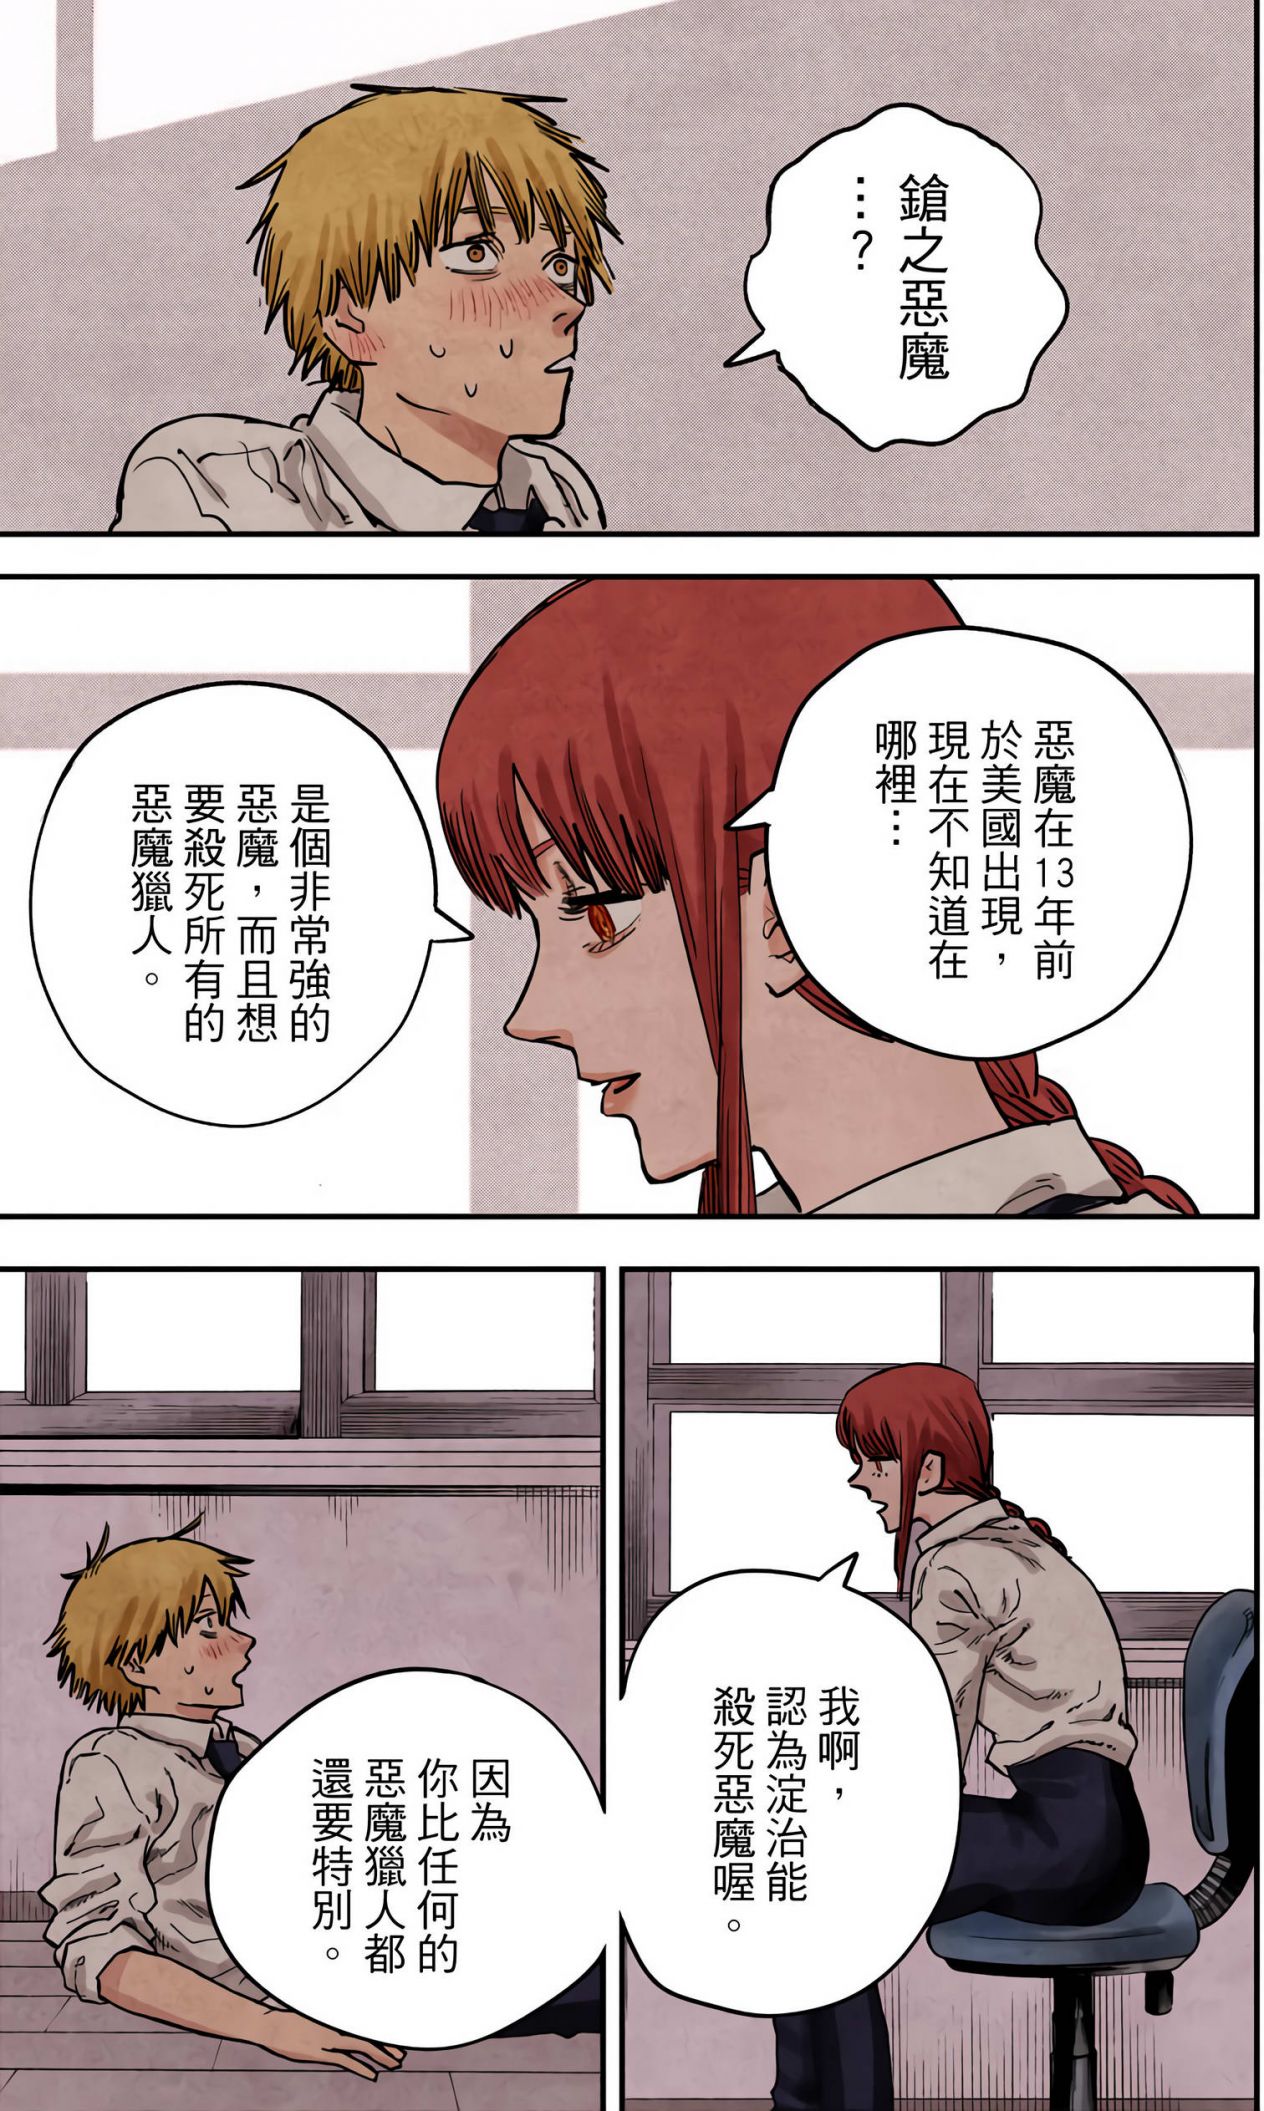 鎗之惡魔
…?
惡魔在13年前
於美國出現，
現在不知道在
哪裡…
是個非常強的
惡魔，而且想
要殺死所有的
惡魔獵人。
我啊，
認為淀治能
殺死惡魔喔。
因為
你比任何的
惡魔獵人都
還要特別。